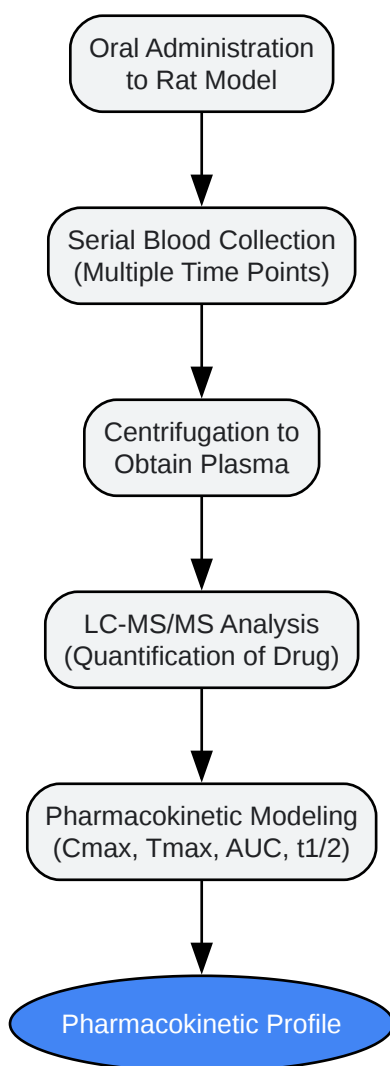 Oral Administration
to Rat Model
Serial Blood Collection
(Multiple Time Points)
Centrifugation to
Obtain Plasma
LC-MS/MS Analysis
(Quantification of Drug)
Pharmacokinetic Modeling
(Cmax, Tmax, AUC, t1/2)
Pharmacokinetic Profile